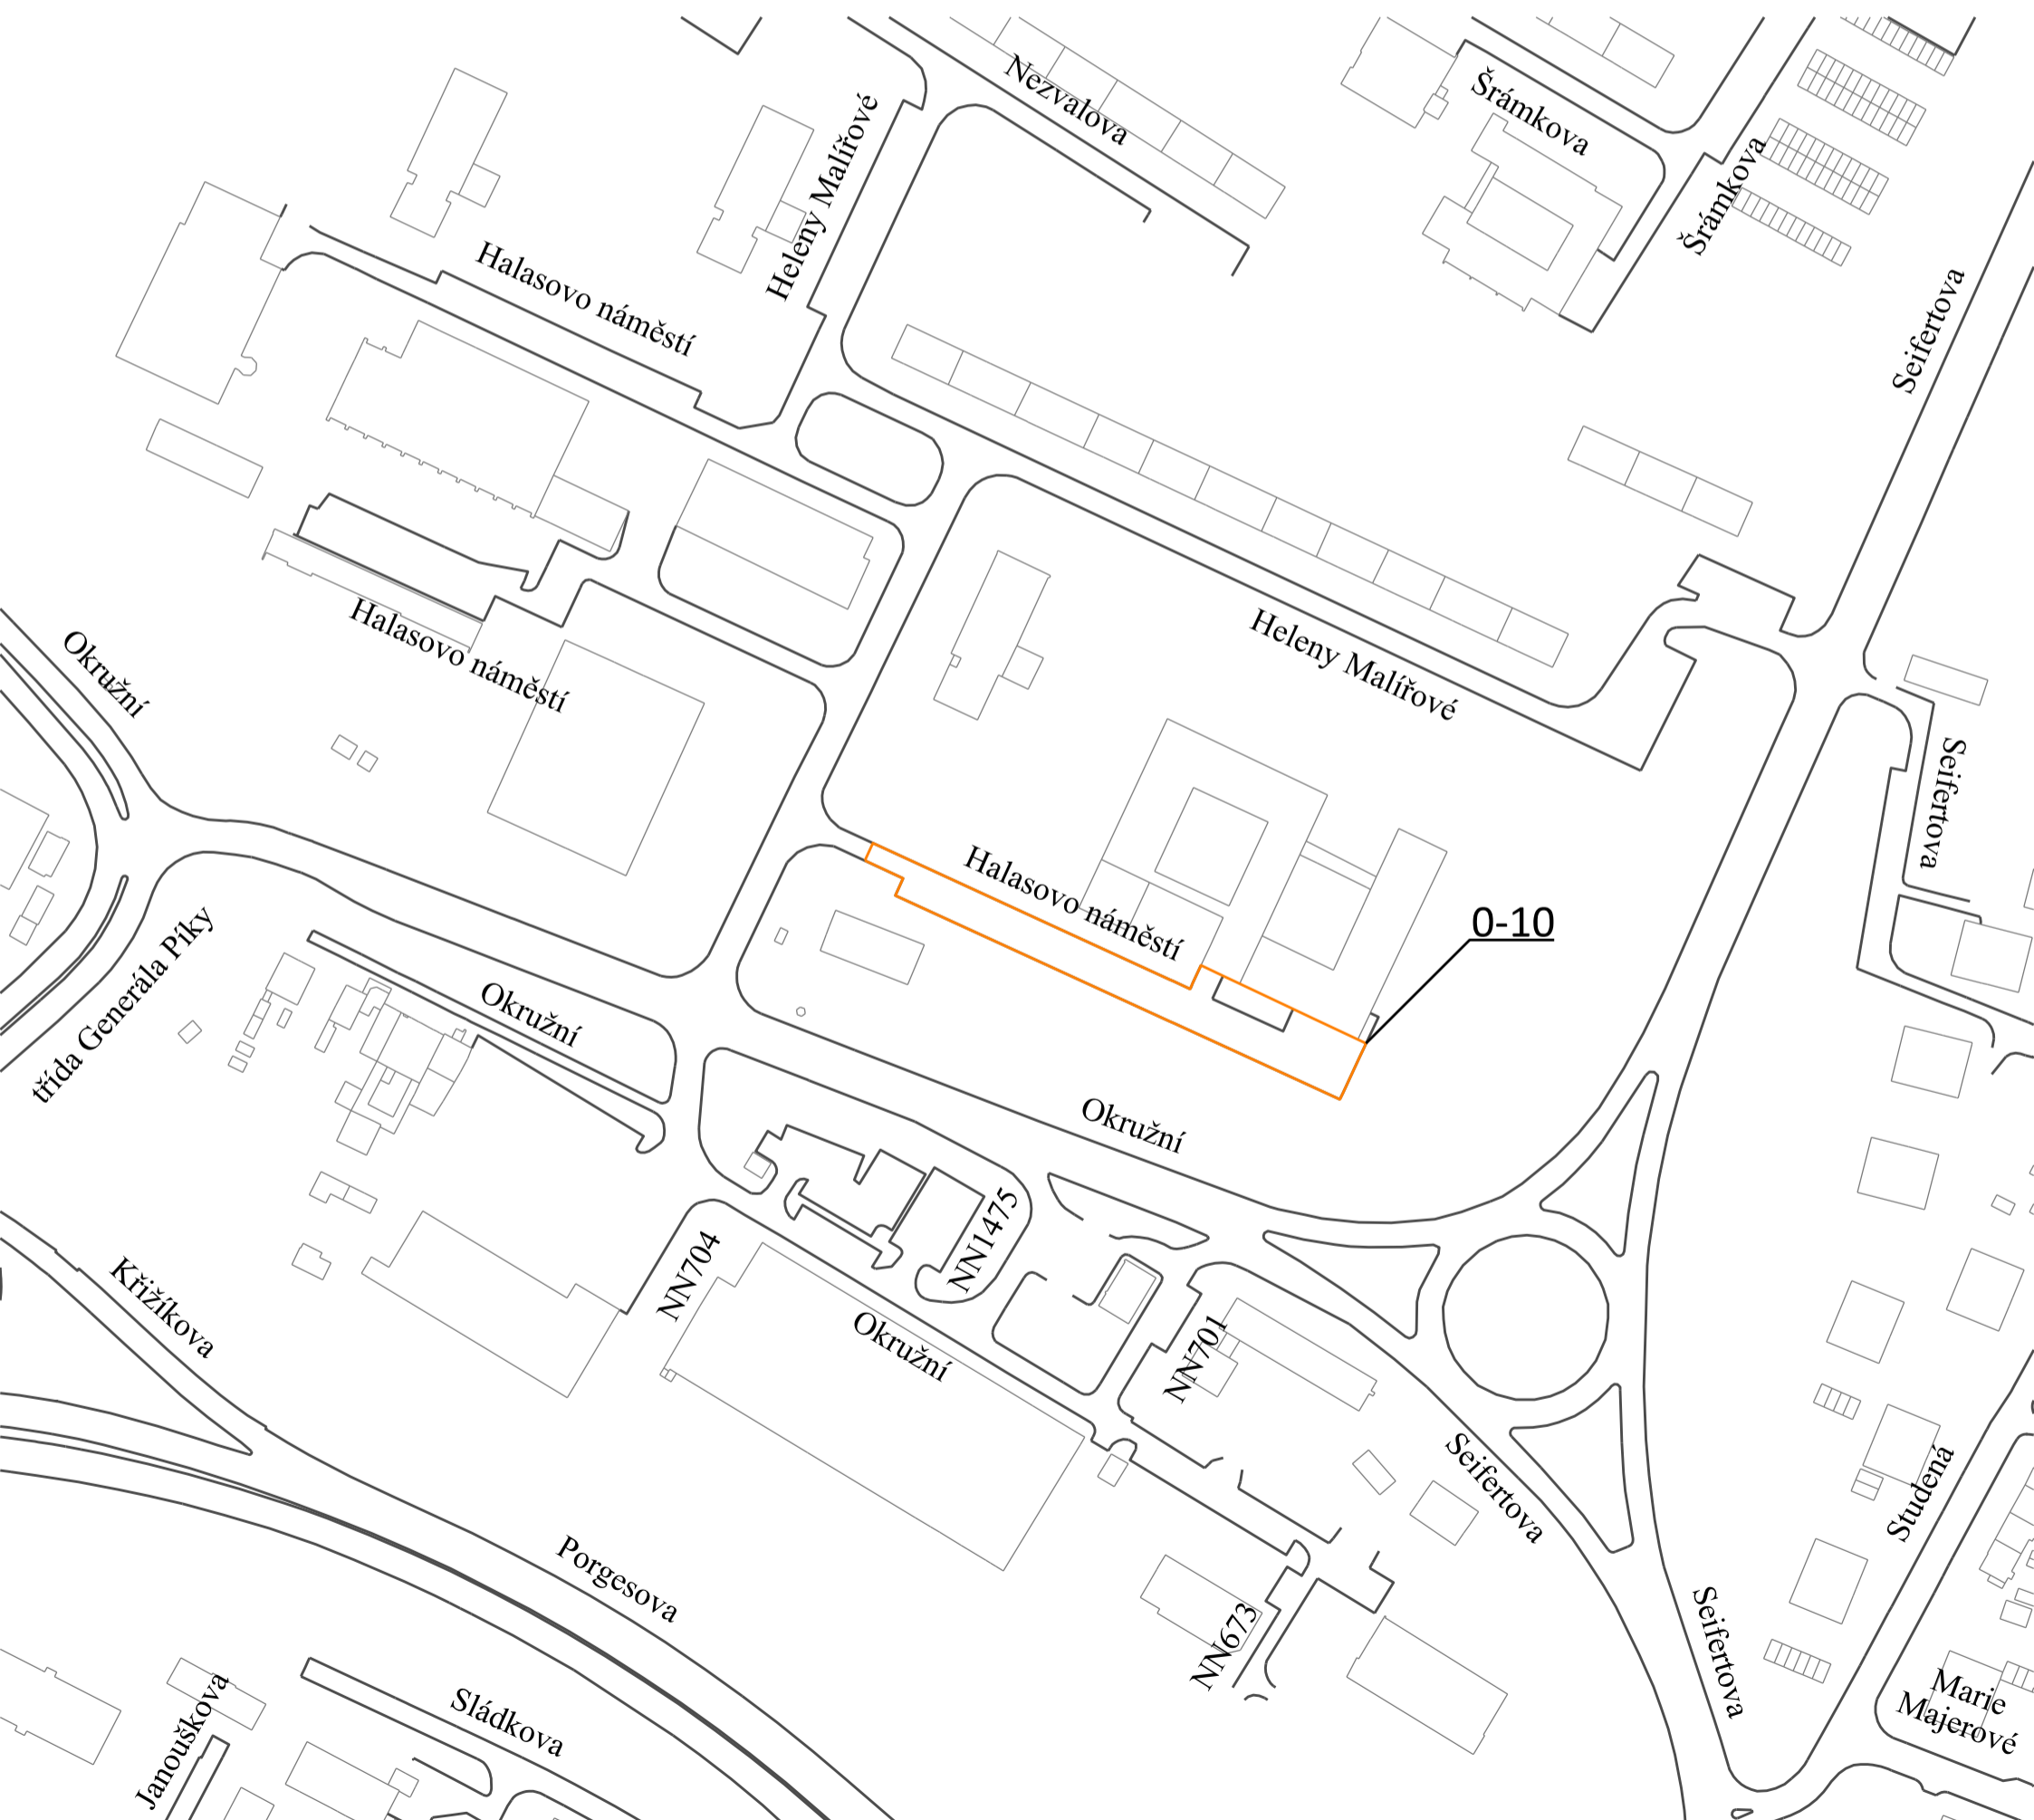 Nezvalova
Šrámkova
Šrámkova
Heleny Malířové
Halasovo náměstí
Seifertova
Halasovo náměstí
Okružní
Heleny Malířové
Seifertova
Halasovo náměstí
0-10
třída Generála Píky
Okružní
Okružní
NN1475
NN704
Křižíkova
Okružní
NN701
Seifertova
Studená
Porgesova
NN673
Seifertova
Marie
Majerové
Sládkova
Janouškova